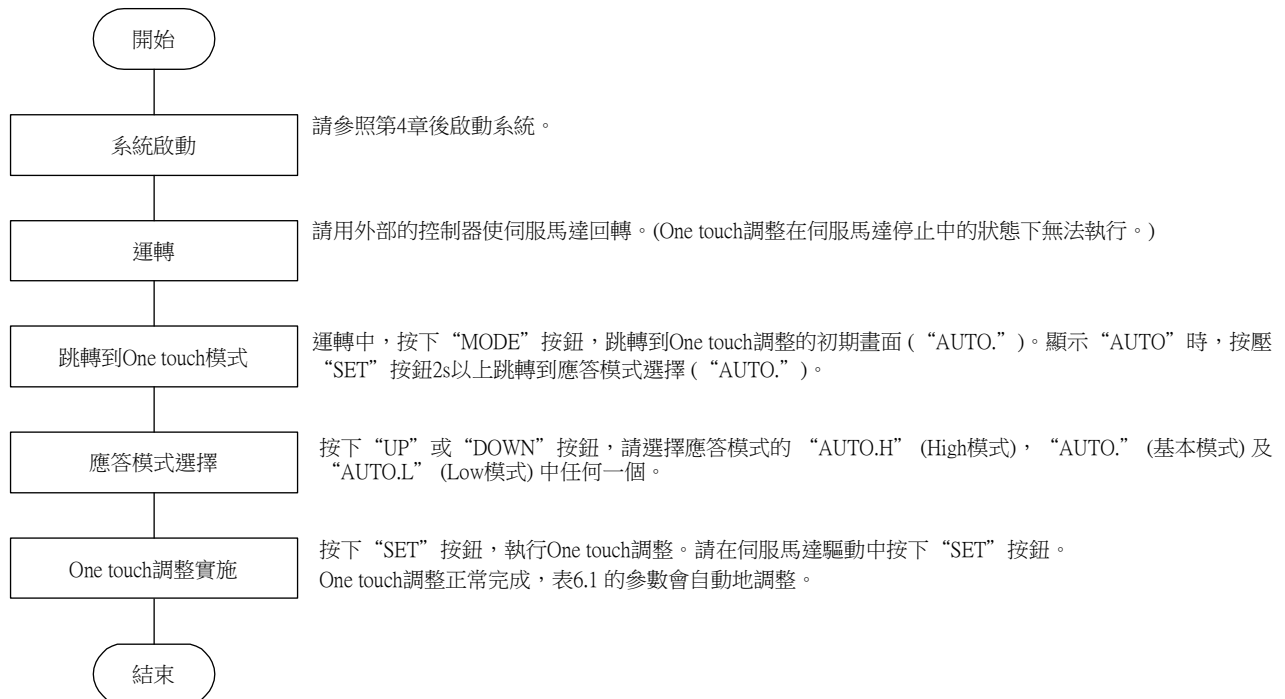 開始
系統啟動
請參照第4章後啟動系統。
運轉
請用外部的控制器使伺服馬達回轉。(One touch調整在伺服馬達停止中的狀態下無法執行。)
跳轉到One touch模式
運轉中，按下“MODE”按鈕，跳轉到One touch調整的初期畫面 (“AUTO.”)。顯示“AUTO”時，按壓
“SET”按鈕2s以上跳轉到應答模式選擇 (“AUTO.”)。
應答模式選擇
按下“UP”或“DOWN”按鈕，請選擇應答模式的 “AUTO.H” (High模式)，“AUTO.” (基本模式) 及
“AUTO.L” (Low模式) 中任何一個。
One touch調整實施
按下“SET”按鈕，執行One touch調整。請在伺服馬達驅動中按下“SET”按鈕。
One touch調整正常完成，表6.1 的參數會自動地調整。
結束